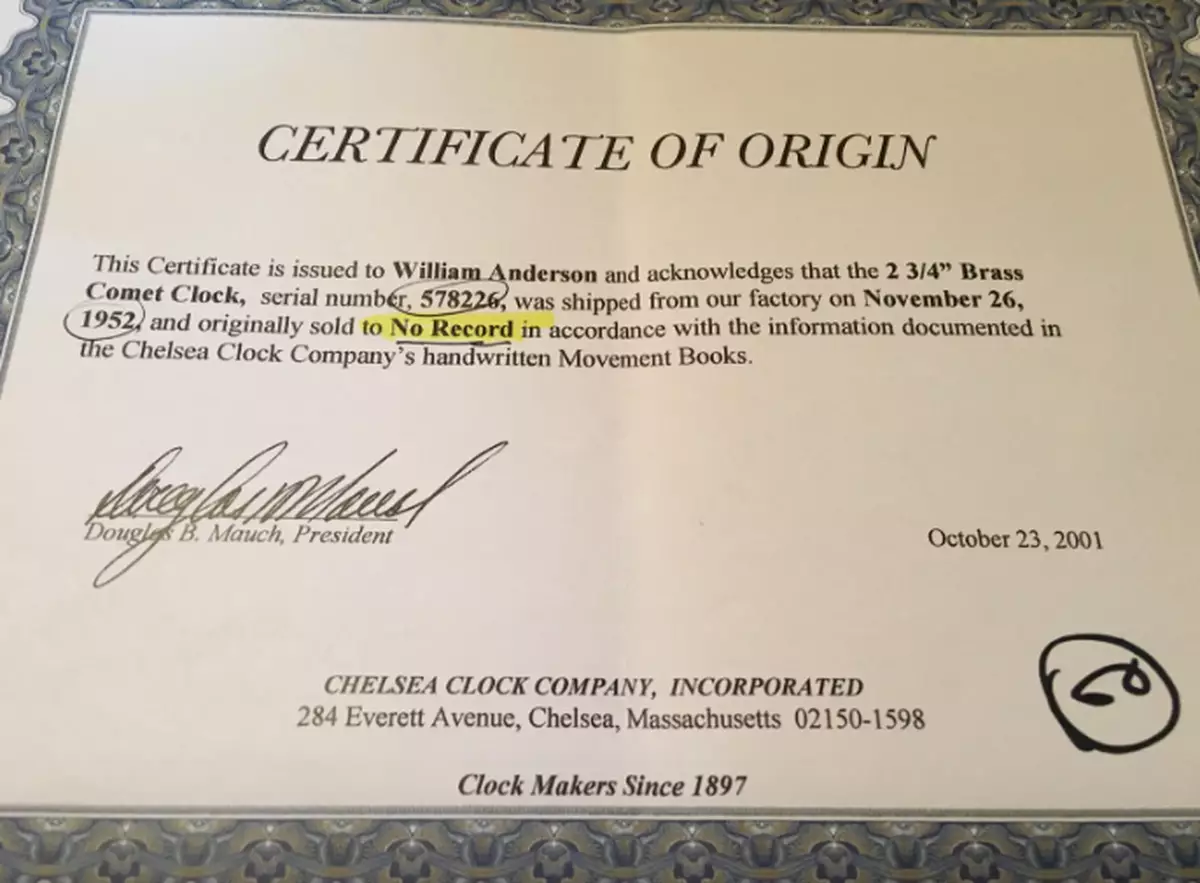 CERTIFICATE OF ORIGIN
This Certificate is issued to William Anderson and acknowledges that the 2 3/4” Brass
Comet Clock, serial number, 578226, was shipped from our factory on November 26,
1952, and originally sold to No Record in accordance with the information documented in
the Chelsea Clock Company’s handwritten Movement Books.
Douglas B. Mauch, President
October 23, 2001
CHELSEA CLOCK COMPANY, INCORPORATED
284 Everett Avenue, Chelsea, Massachusetts 02150-1598
Clock Makers Since 1897